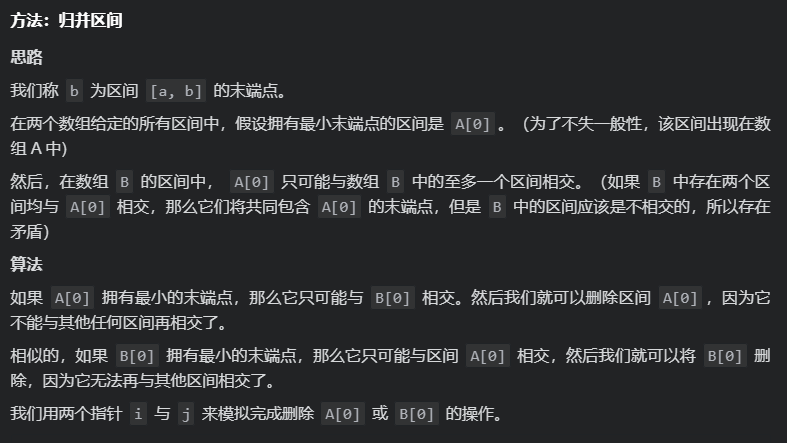 方法：归并区间
思路
我们称 b 为区间 [a, b] 的末端点。
在两个数组给定的所有区间中，假设拥有最小末端点的区间是 A[0] 。（为了不失一般性，该区间出现在数
组 A 中）
然后，在数组 B 的区间中， A[0] 只可能与数组 B 中的至多一个区间相交。（如果 B 中存在两个区
间均与 A[0] 相交，那么它们将共同包含 A[0] 的末端点，但是 B 中的区间应该是不相交的，所以存在
矛盾）
算法
如果 A[0] 拥有最小的末端点，那么它只可能与 B[0] 相交。然后我们就可以删除区间 A[0] ，因为它
不能与其他任何区间再相交了。
相似的，如果 B[0] 拥有最小的末端点，那么它只可能与区间 A[0] 相交，然后我们就可以将 B[0] 删
除，因为它无法再与其他区间相交了。
我们用两个指针 i 与 j 来模拟完成删除 A[0] 或 B[0] 的操作。